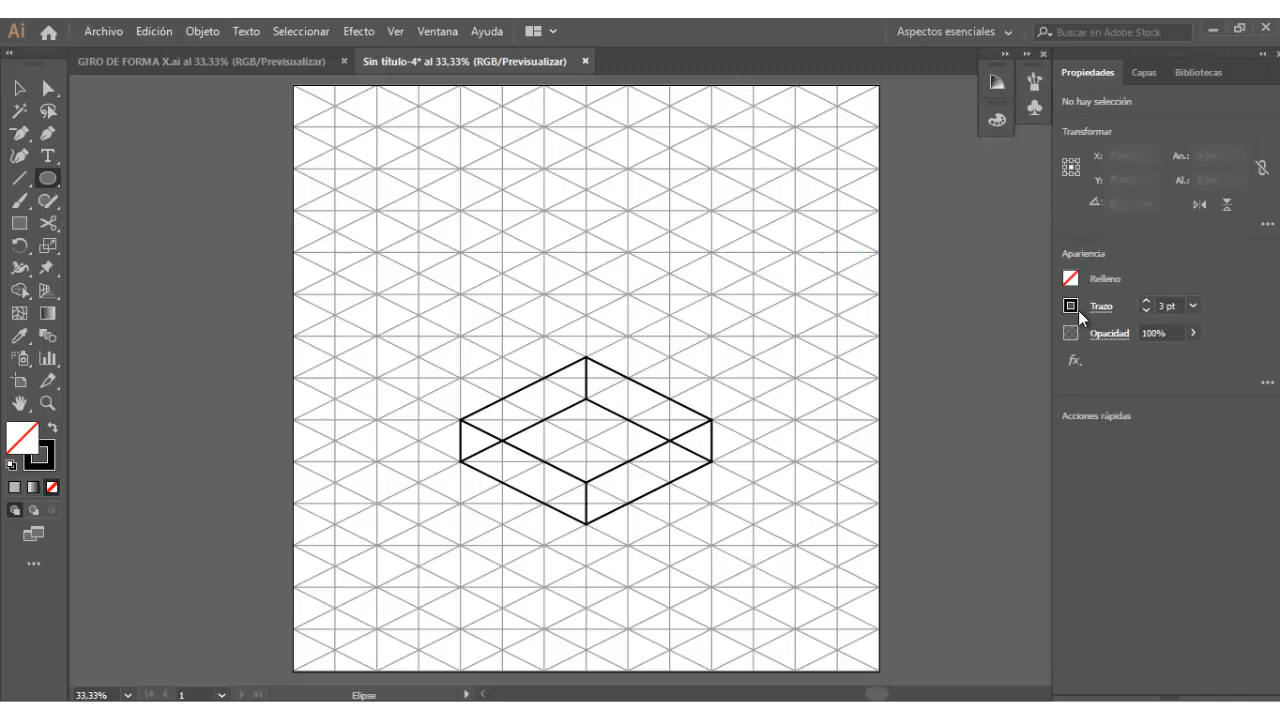 Ai Archivo Edición Objeto Texto Seleccionar Efecto Ver Ventana Ayuda Aspectos esenciales Buscar en Adobe Stock
GIRO DE FORMA X.ai al 33,33% (RGB/Previsualizar) × Sin título-4* al 33,33% (RGB/Previsualizar) ×
Propiedades Capas Bibliotecas
No hay selección
Transformar
X: An.:
Y: Al.:
Apariencia
Relleno
Trazo 3 pt
Opacidad 100%
fx.
Acciones rápidas
33,33% 1 Elipse